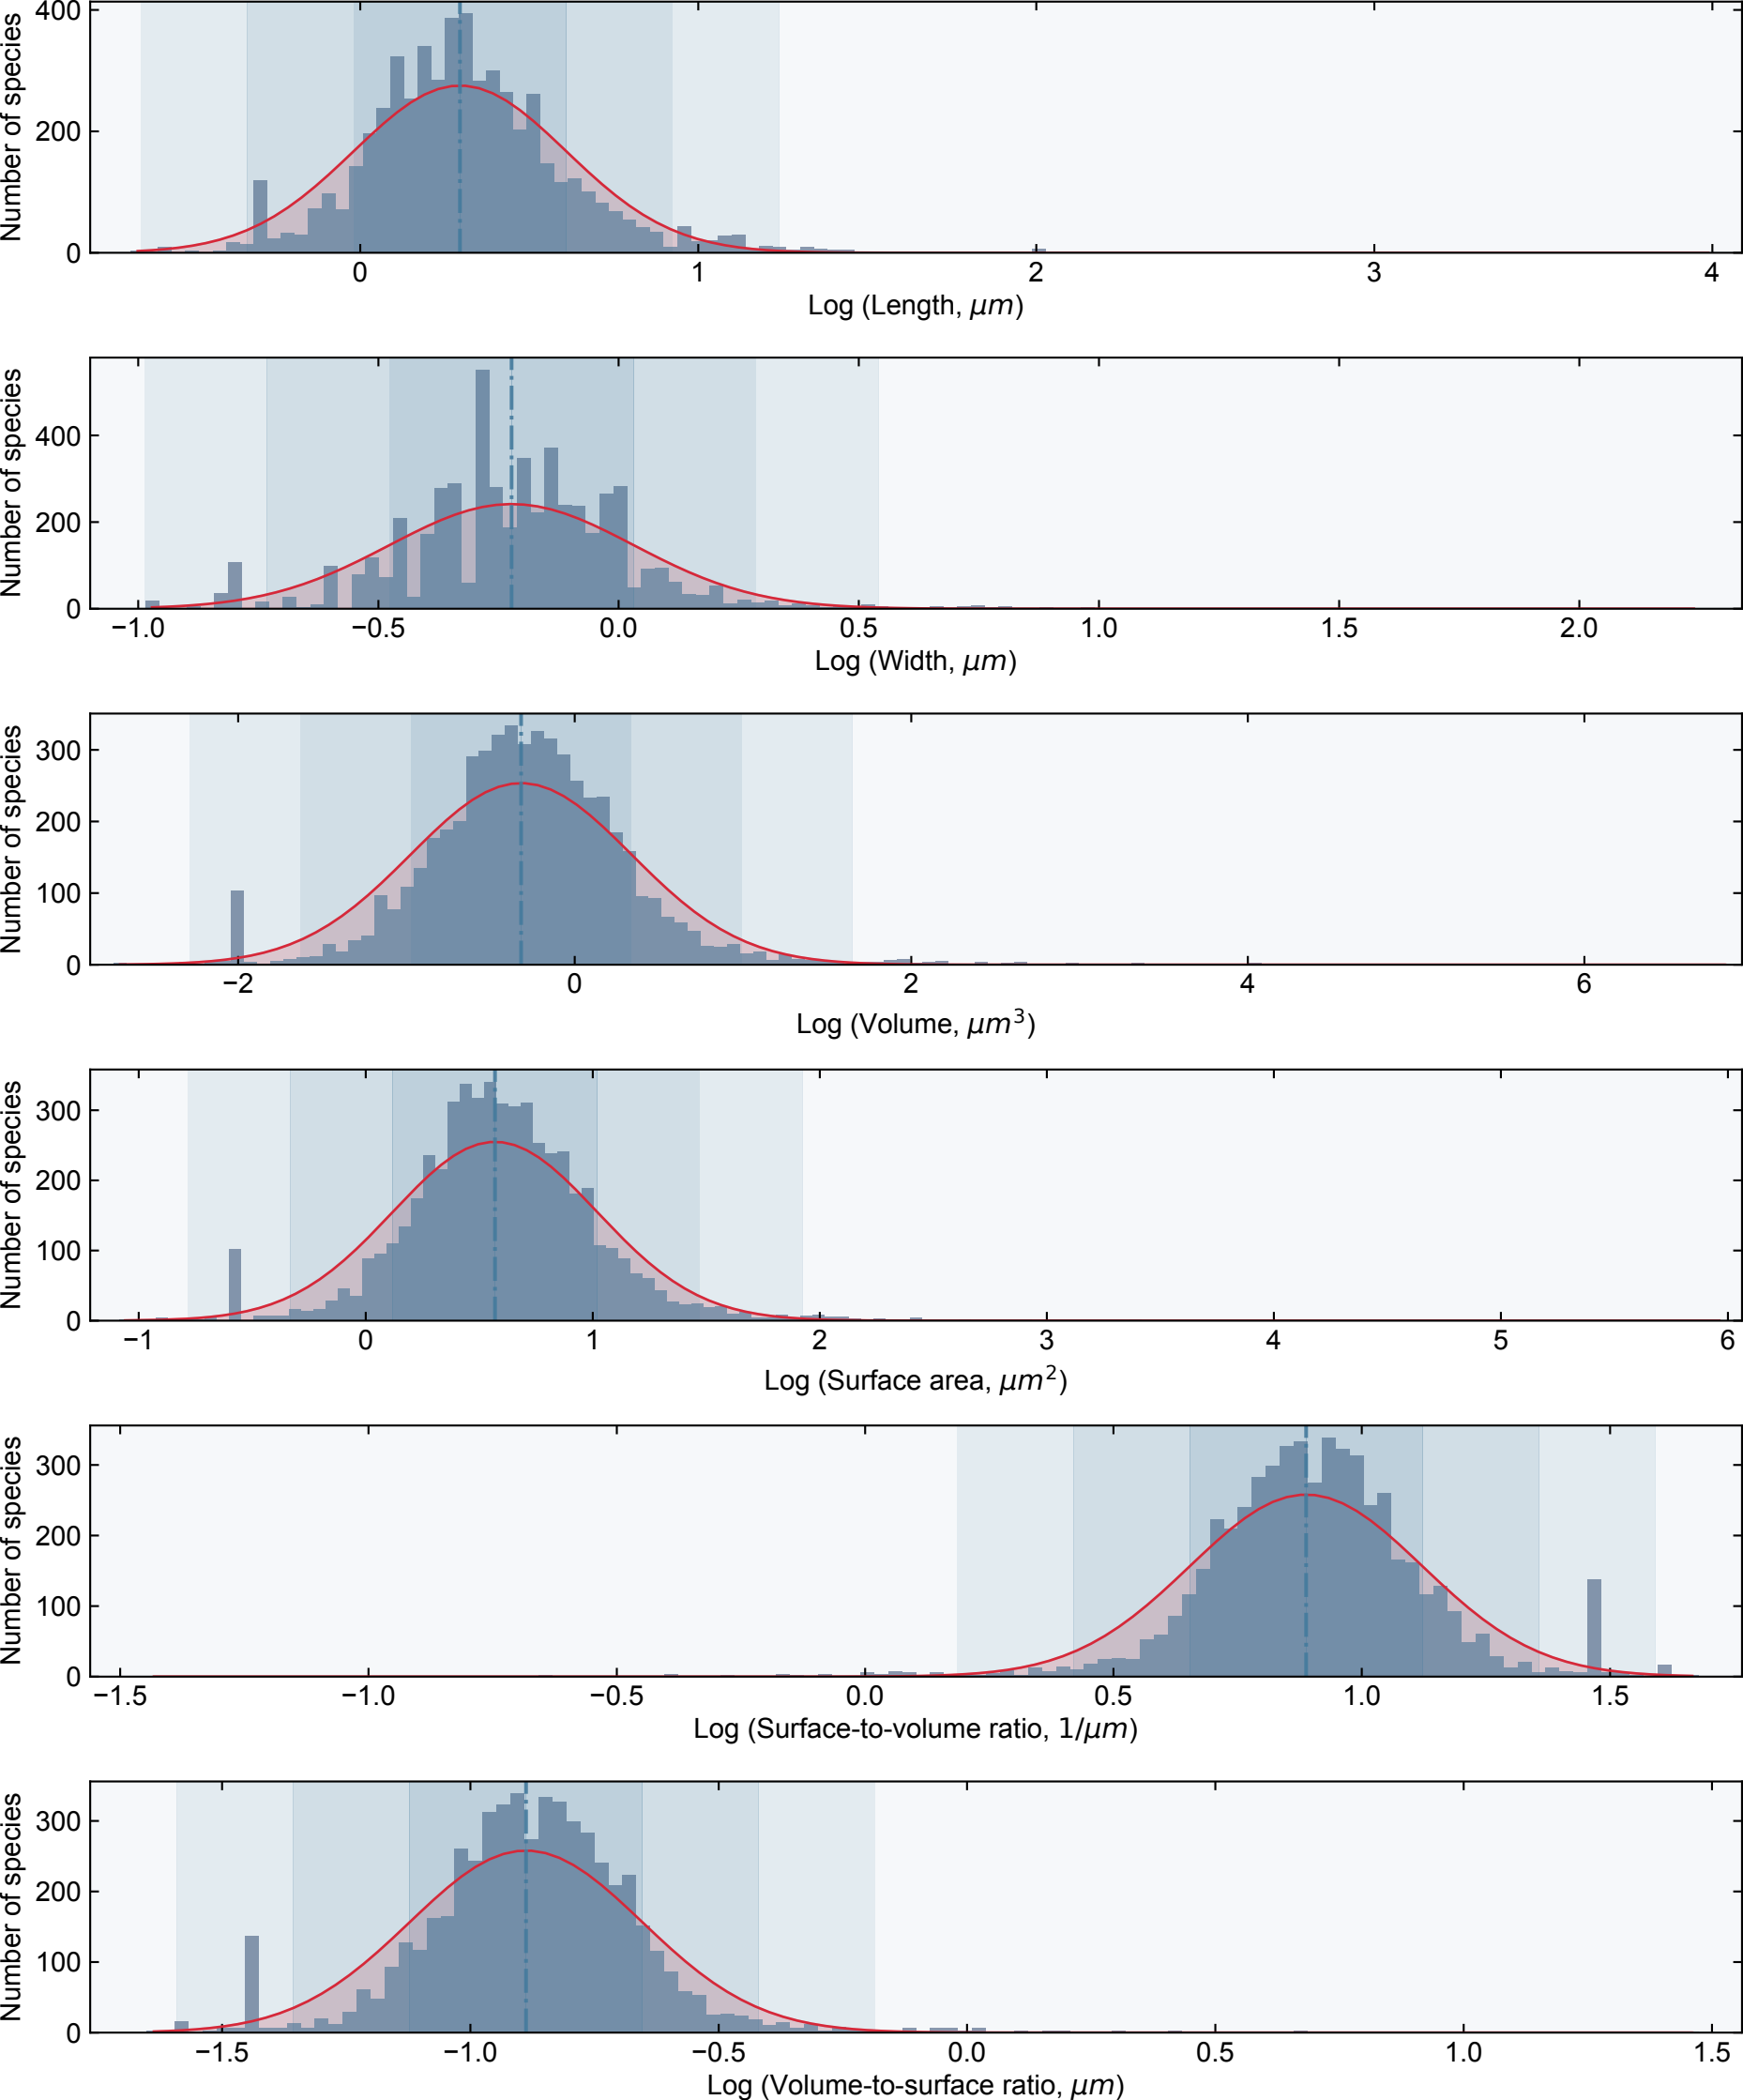 Number of species
400
200
0
0 1 2 3 4
Log (Length, μm)
Number of species
400
200
0
−1.0 −0.5 0.0 0.5 1.0 1.5 2.0
Log (Width, μm)
Number of species
300
200
100
0
−2 0 2 4 6
Log (Volume, μm³)
Number of species
300
200
100
0
−1 0 1 2 3 4 5 6
Log (Surface area, μm²)
Number of species
300
200
100
0
−1.5 −1.0 −0.5 0.0 0.5 1.0 1.5
Log (Surface-to-volume ratio, 1/μm)
Number of species
300
200
100
0
−1.5 −1.0 −0.5 0.0 0.5 1.0 1.5
Log (Volume-to-surface ratio, μm)